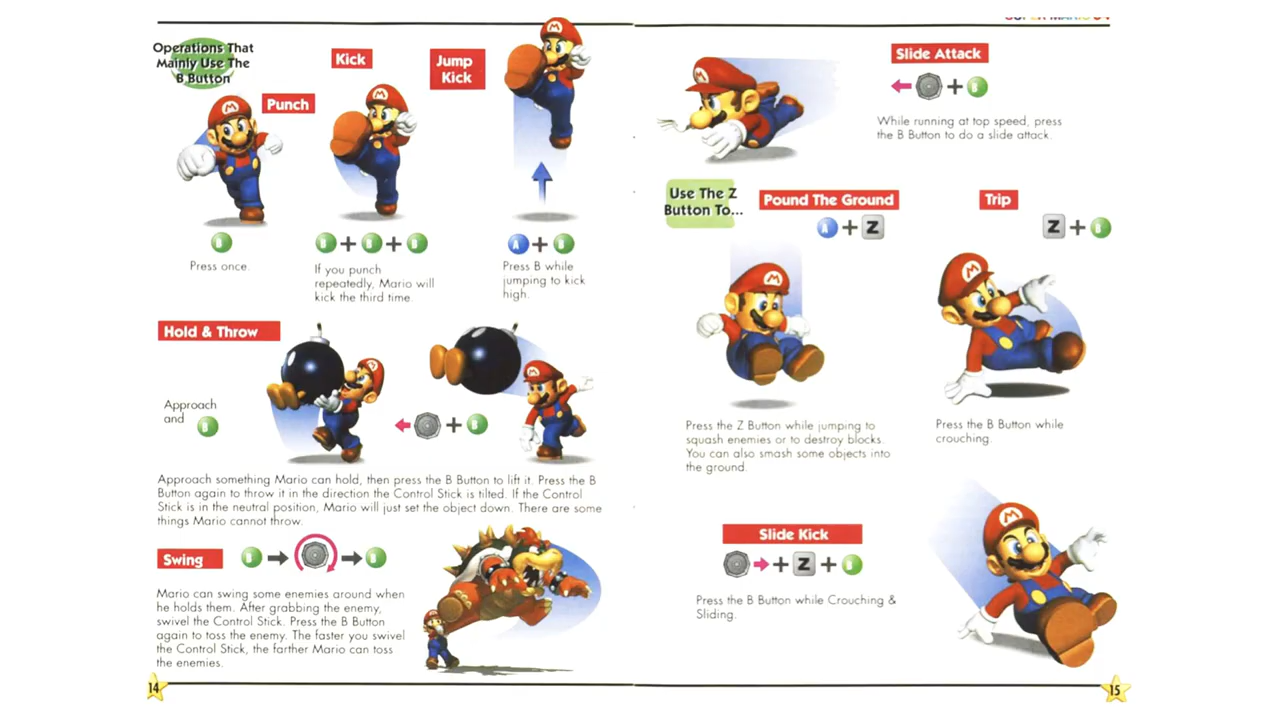 Operations That
Mainly Use The
B Button
Punch
B
Press once.
Kick
B + B + B
If you punch
repeatedly, Mario will
kick the third time.
Jump
Kick
A + B
Press B while
jumping to kick
high.
Hold & Throw
Approach
and B
+ B
Approach something Mario can hold, then press the B Button to lift it. Press the B
Button again to throw it in the direction the Control Stick is tilted. If the Control
Stick is in the neutral position, Mario will just set the object down. There are some
things Mario cannot throw.
Swing
B B
Mario can swing some enemies around when
he holds them. After grabbing the enemy,
swivel the Control Stick. Press the B Button
again to toss the enemy. The faster you swivel
the Control Stick, the farther Mario can toss
the enemies.
14
Slide Attack
+ B
While running at top speed, press
the B Button to do a slide attack.
Use The Z
Button To...
Pound The Ground
A + Z
Press the Z Button while jumping to
squash enemies or to destroy blocks.
You can also smash some objects into
the ground.
Trip
Z + B
Press the B Button while
crouching.
Slide Kick
+ Z + B
Press the B Button while Crouching &
Sliding.
15